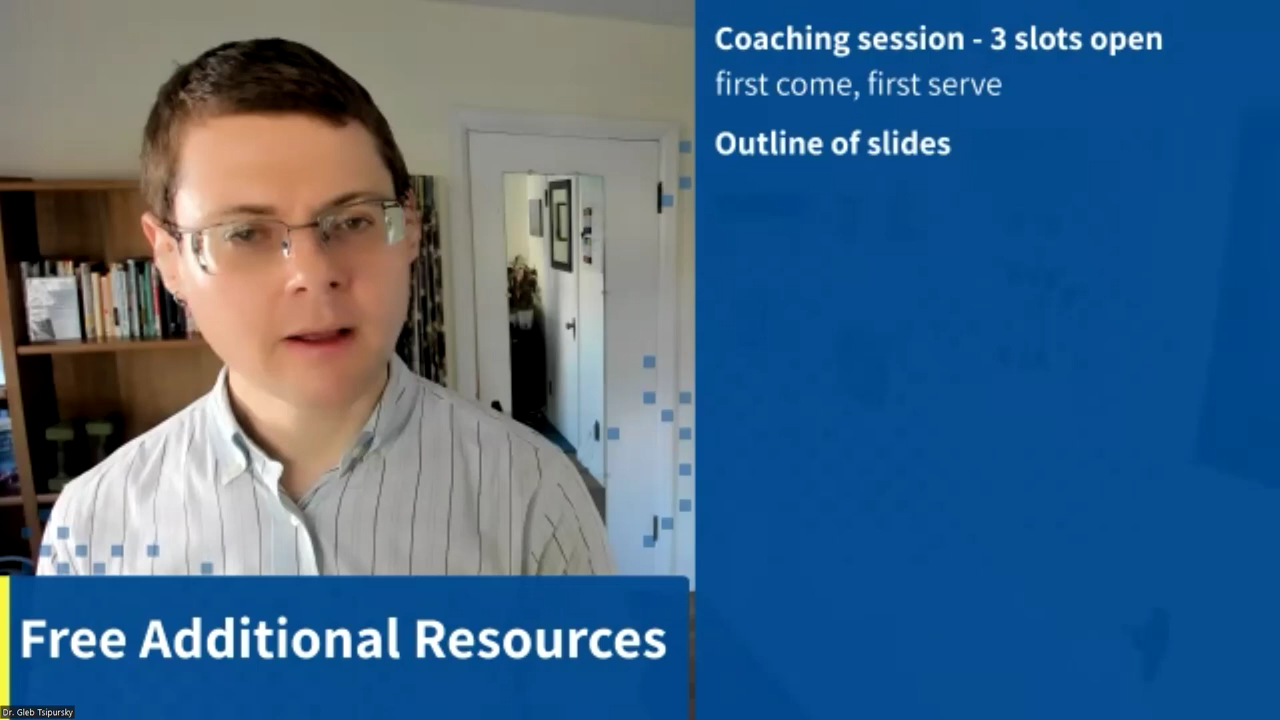 Coaching session - 3 slots open
first come, first serve
Outline of slides
Free Additional Resources
Dr. Gleb Tsipursky